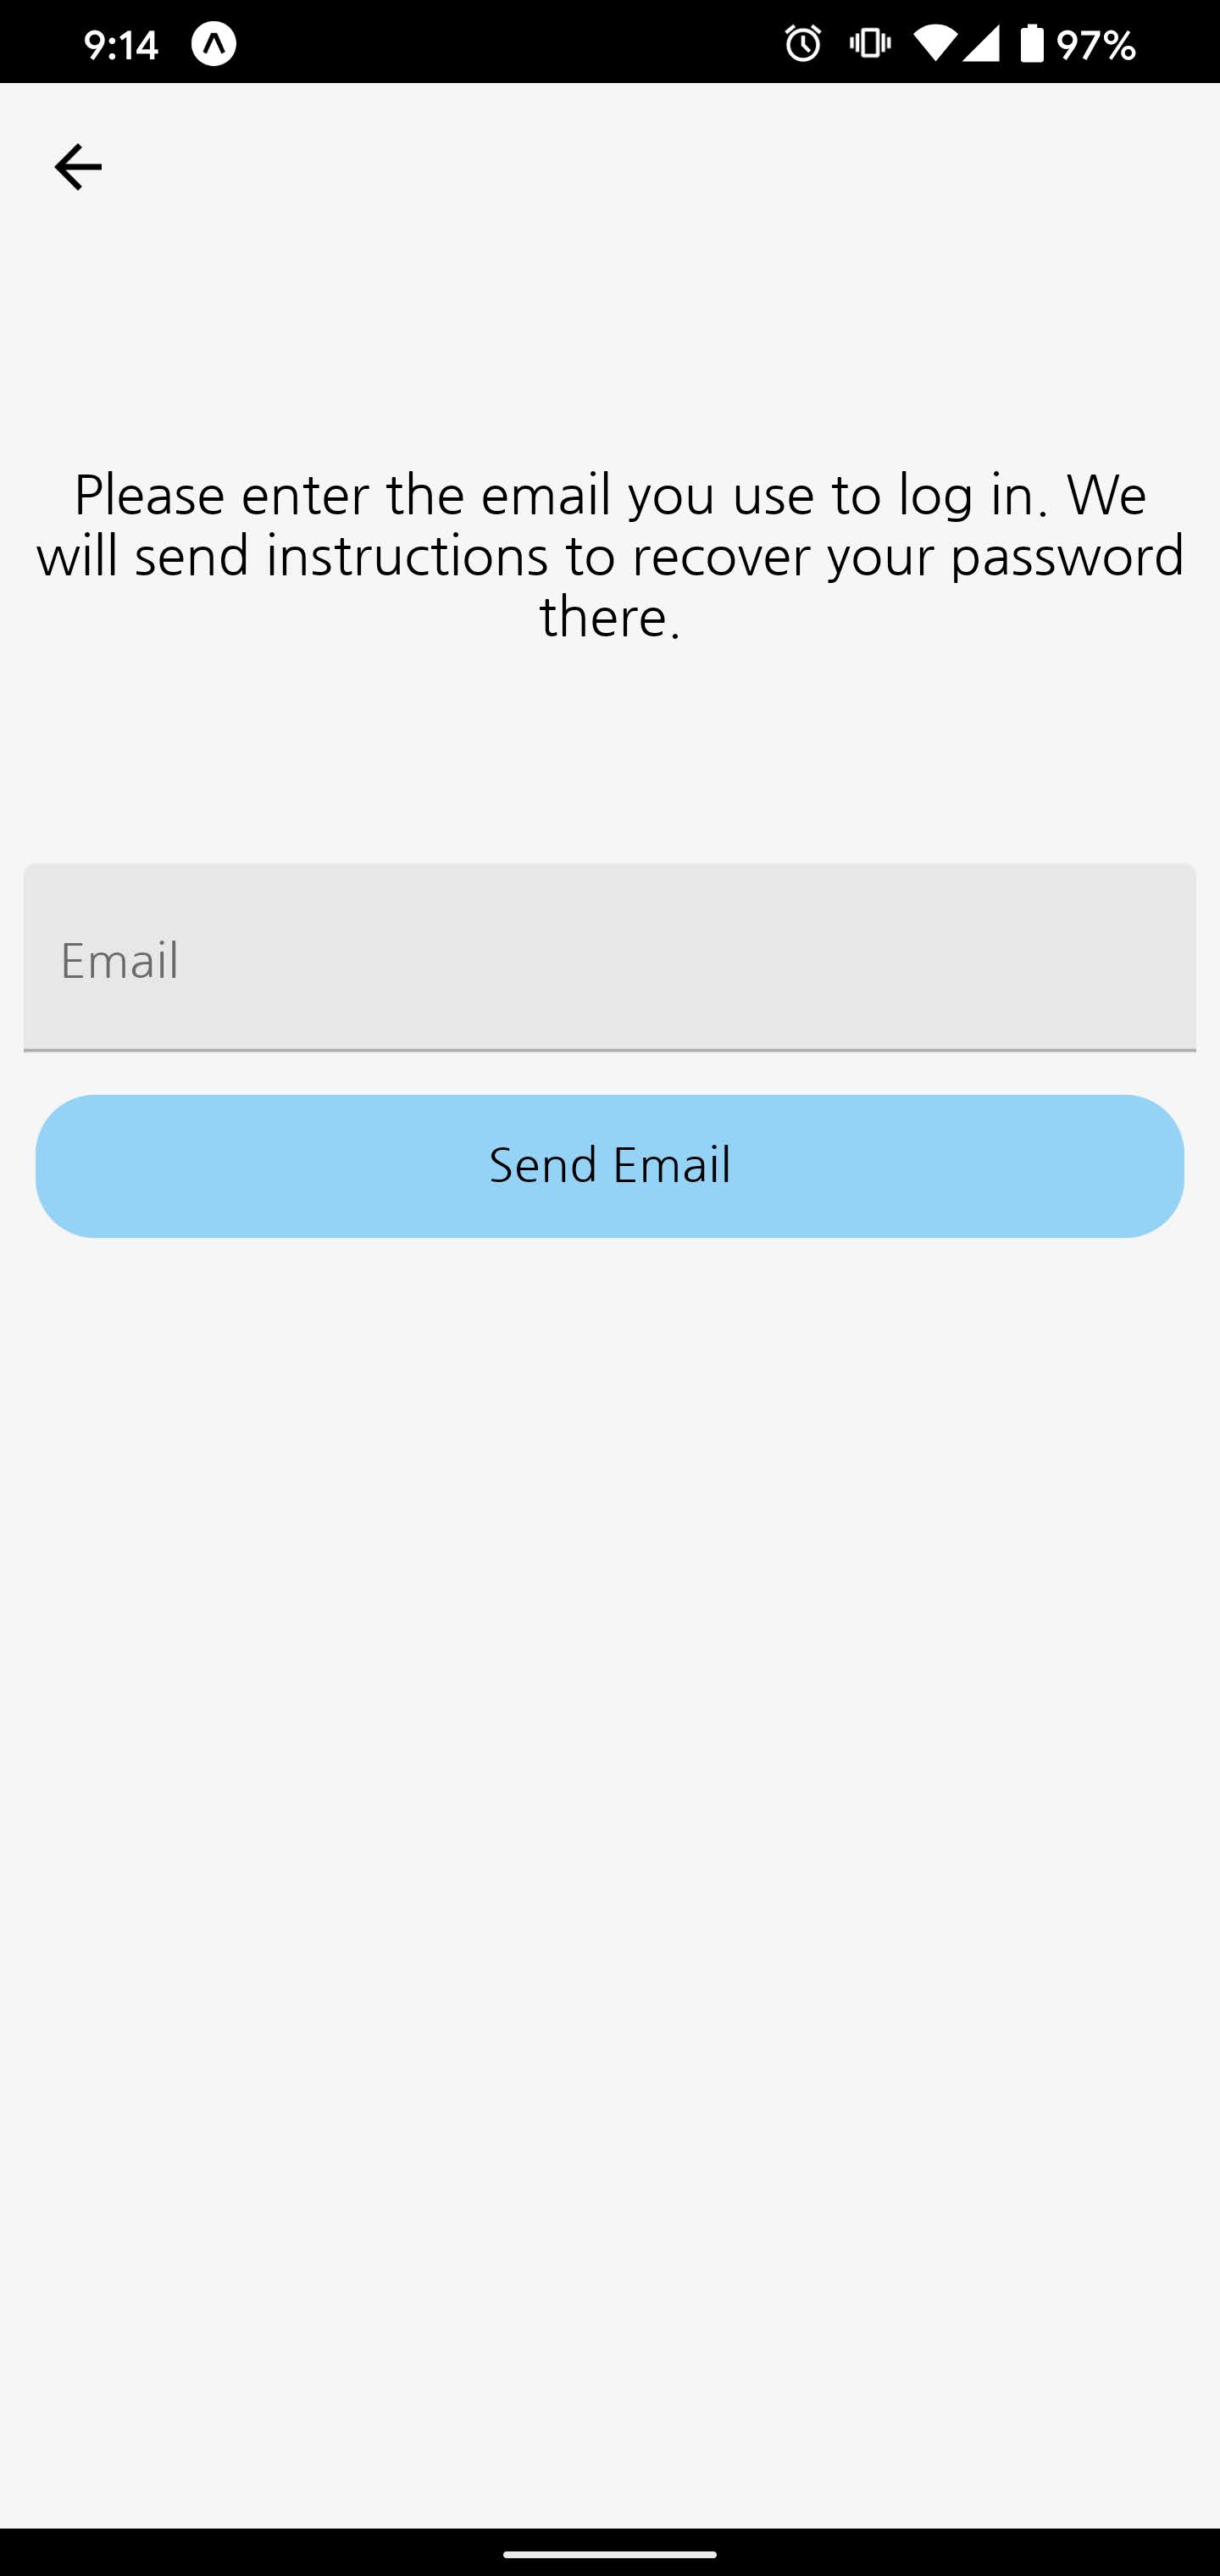 9:14 97%
Please enter the email you use to log in. We
will send instructions to recover your password
there.
Email
Send Email